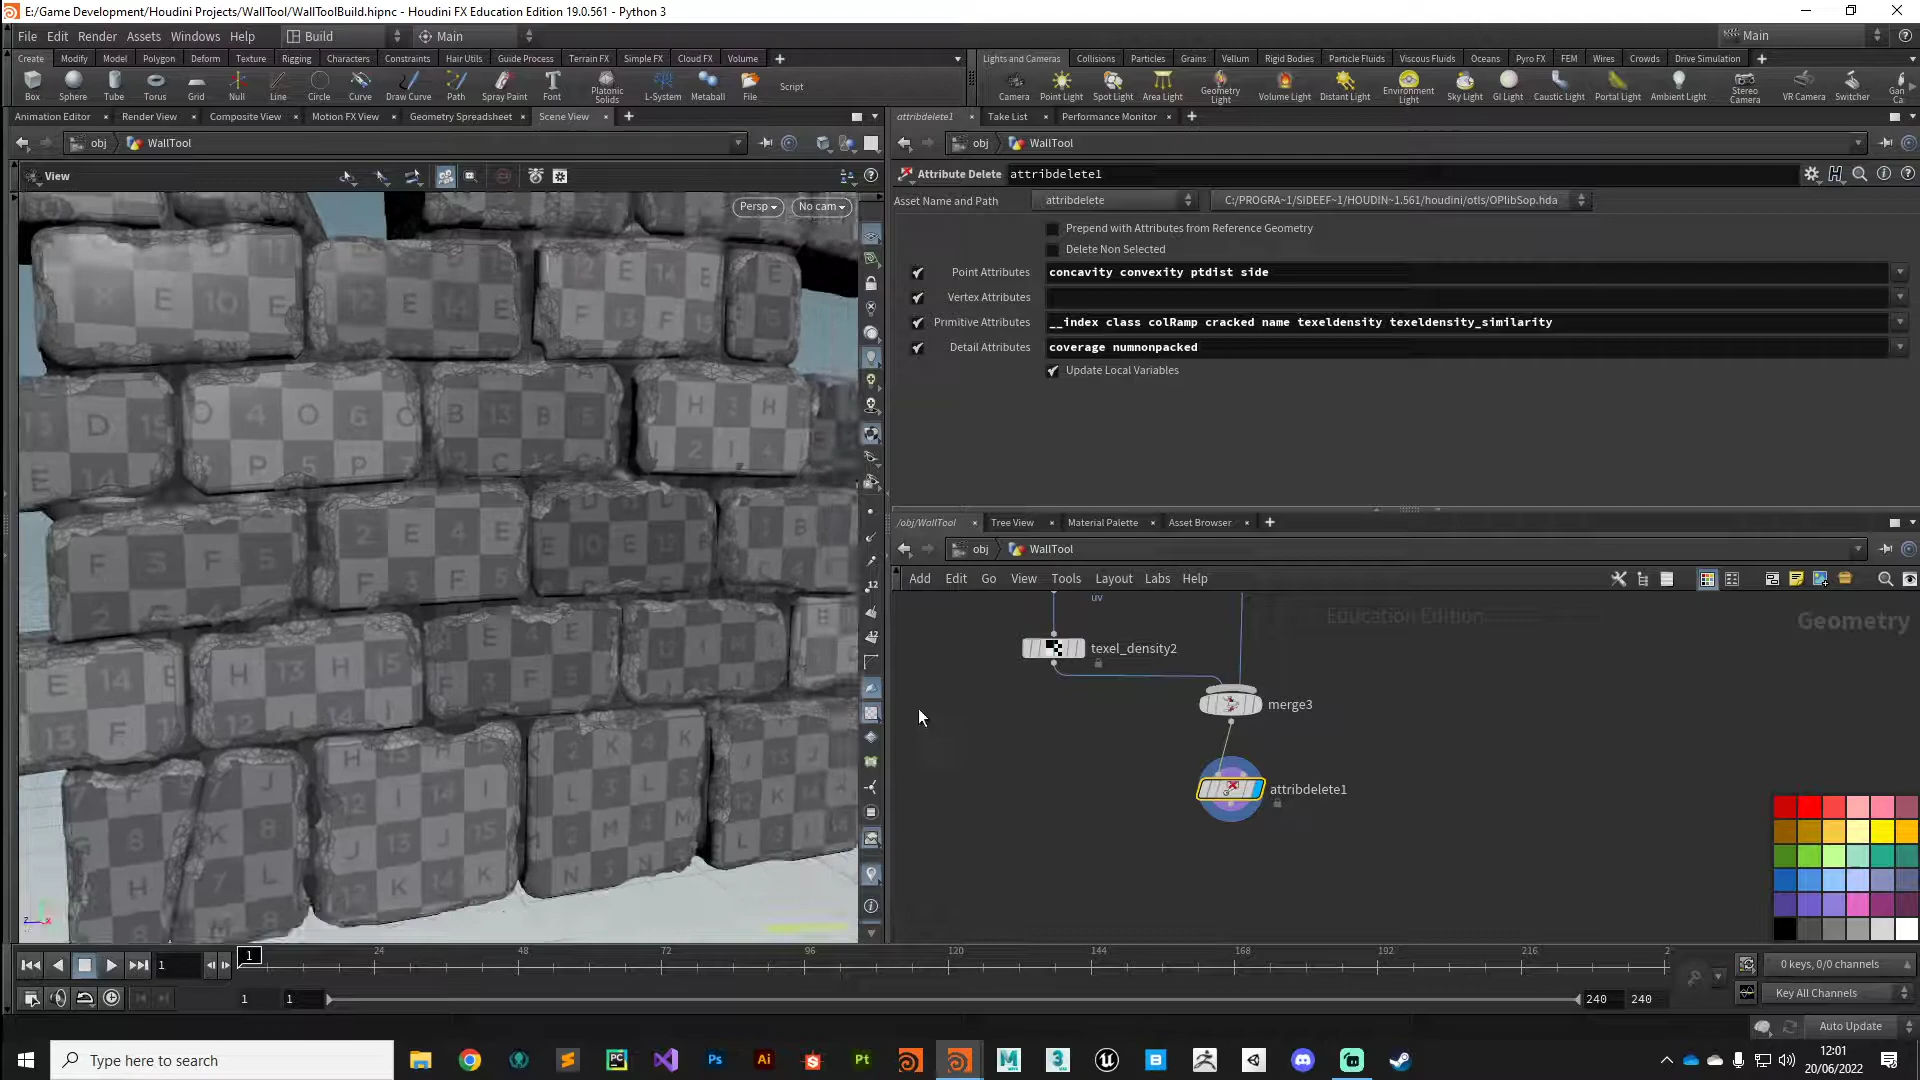 E:/Game Development/Houdini Projects/WallTool/WallToolBuild.hipnc - Houdini FX Education Edition 19.0.561 - Python 3
File Edit Render Assets Windows Help Build Main Main
Create Modify Model Polygon Deform Texture Rigging Characters Constraints Hair Utils Guide Process Terrain FX Simple FX Cloud FX Volume
Lights and Cameras Collisions Particles Grains Vellum Rigid Bodies Particle Fluids Viscous Fluids Oceans Pyro FX FEM Wires Crowds Drive Simulation
Box Sphere Tube Torus Grid Null Line Circle Curve Draw Curve Path Spray Paint Font Platonic Solids L-System Metaball File Script
Camera Point Light Spot Light Area Light Geometry Light Volume Light Distant Light Environment Light Sky Light GI Light Caustic Light Portal Light Ambient Light Stereo Camera VR Camera Switcher
Animation Editor Render View Composite View Motion FX View Geometry Spreadsheet Scene View
attribdelete1 Take List Performance Monitor
obj WallTool
obj WallTool
View
Persp No cam
Attribute Delete attribdelete1
Asset Name and Path attribdelete C:/PROGRA~1/SIDEEF~1/HOUDIN~1.561/houdini/otls/OPlibSop.hda
Prepend with Attributes from Reference Geometry
Delete Non Selected
Point Attributes concavity convexity ptdist side
Vertex Attributes
Primitive Attributes __index class colRamp cracked name texeldensity texeldensity_similarity
Detail Attributes coverage numnonpacked
Update Local Variables
/obj/WallTool Tree View Material Palette Asset Browser
obj WallTool
Add Edit Go View Tools Layout Labs Help
uv
Education Edition
Geometry
texel_density2
merge3
attribdelete1
1 24 48 72 96 120 144 168 192 216 2
1
1 1 240 240
0 keys, 0/0 channels
Key All Channels
Auto Update
Type here to search
12:01
20/06/2022